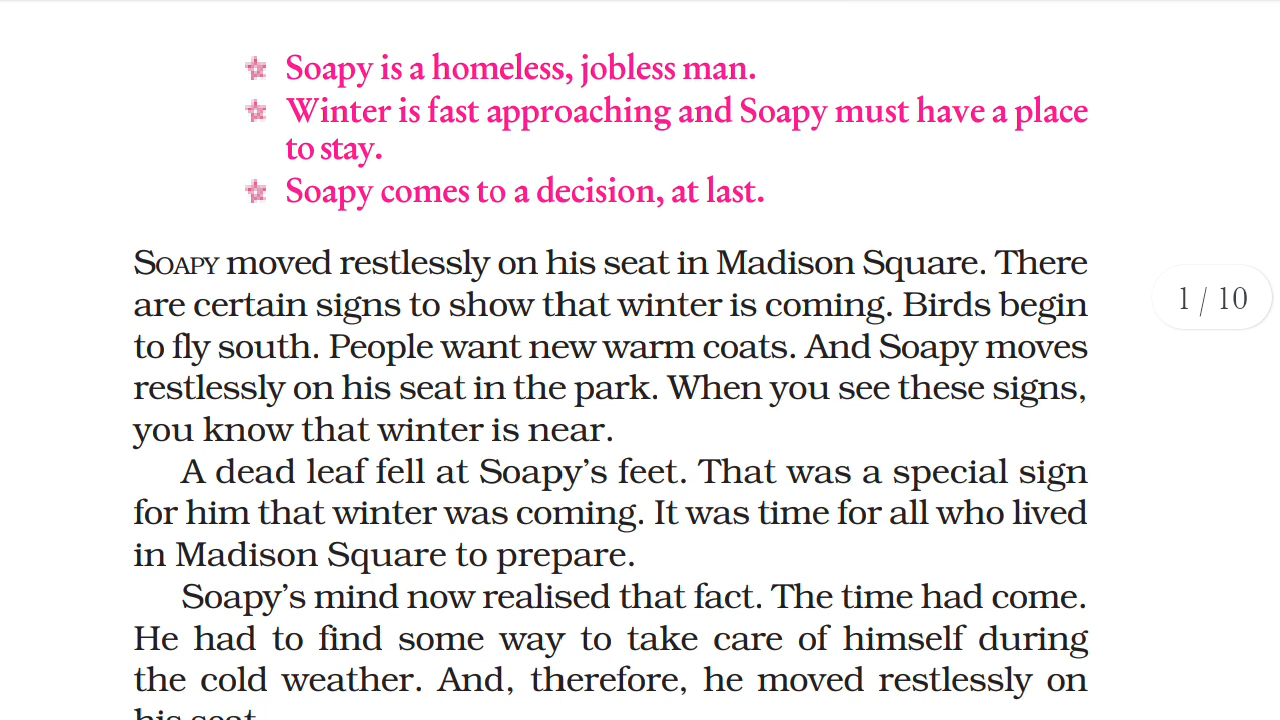 Soapy is a homeless, jobless man.
Winter is fast approaching and Soapy must have a place
to stay.
Soapy comes to a decision, at last.
SOAPY moved restlessly on his seat in Madison Square. There
are certain signs to show that winter is coming. Birds begin
to fly south. People want new warm coats. And Soapy moves
restlessly on his seat in the park. When you see these signs,
you know that winter is near.
A dead leaf fell at Soapy’s feet. That was a special sign
for him that winter was coming. It was time for all who lived
in Madison Square to prepare.
Soapy’s mind now realised that fact. The time had come.
He had to find some way to take care of himself during
the cold weather. And, therefore, he moved restlessly on
his seat.
1 / 10